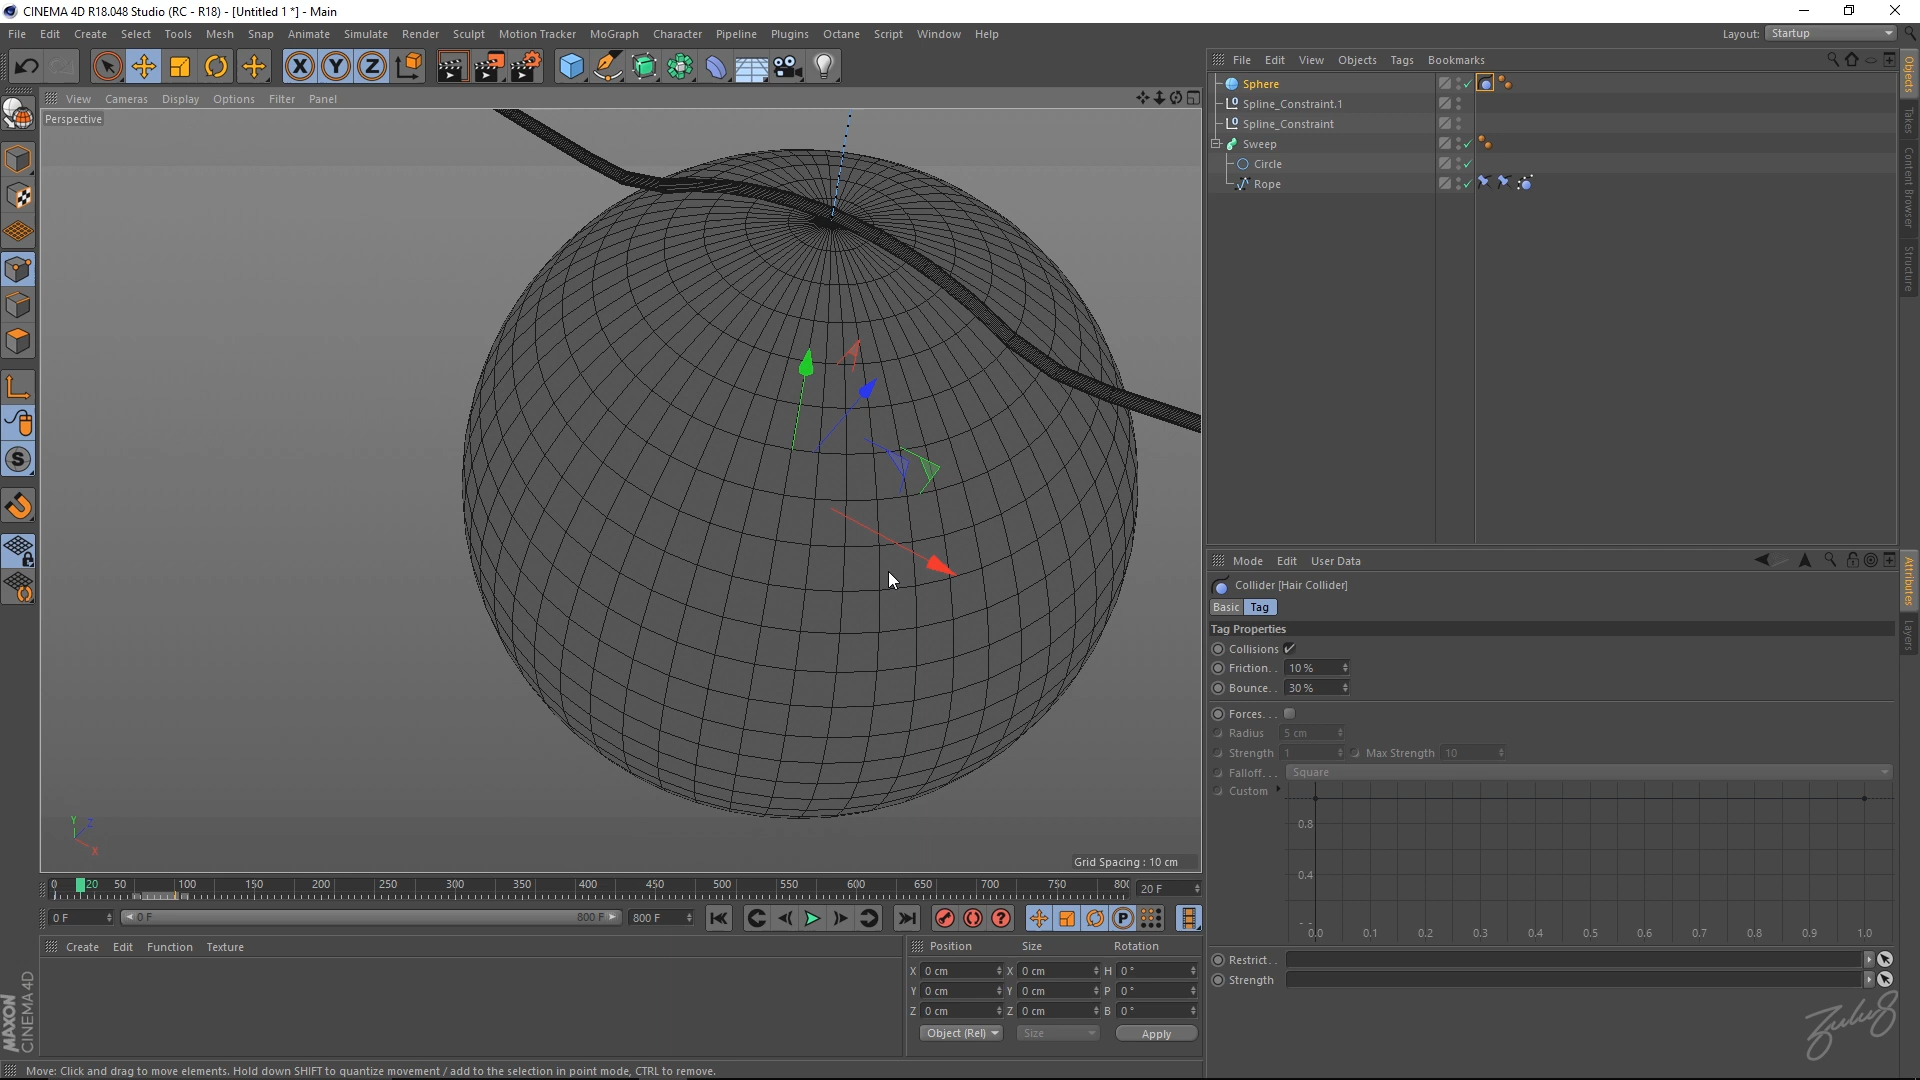 CINEMA 4D R18.048 Studio (RC - R18) - [Untitled 1 *] - Main
File Edit Create Select Tools Mesh Snap Animate Simulate Render Sculpt Motion Tracker MoGraph Character Pipeline Plugins Octane Script Window Help
Layout: Startup
File Edit View Objects Tags Bookmarks
Objects
Takes
Content Browser
Structure
Sphere
Spline_Constraint.1
Spline_Constraint
Sweep
Circle
Rope
View Cameras Display Options Filter Panel
Perspective
Grid Spacing : 10 cm
Y Z X
Mode Edit User Data
Attributes
Layers
Collider [Hair Collider]
Basic Tag
Tag Properties
Collisions
Friction. . 10 %
Bounce. . 30 %
Forces. . .
Radius 5 cm
Strength 1 Max Strength 10
Falloff. . . Square
Custom
0.8
0.4
0.0 0.1 0.2 0.3 0.4 0.5 0.6 0.7 0.8 0.9 1.0
Restrict. .
Strength
0 20 50 100 150 200 250 300 350 400 450 500 550 600 650 700 750 800
20 F
0 F 0 F 800 F 800 F
Create Edit Function Texture
Position Size Rotation
X 0 cm X 0 cm H 0 °
Y 0 cm Y 0 cm P 0 °
Z 0 cm Z 0 cm B 0 °
Object (Rel) Size Apply
MAXON
CINEMA 4D
Zulu8
Move: Click and drag to move elements. Hold down SHIFT to quantize movement / add to the selection in point mode, CTRL to remove.